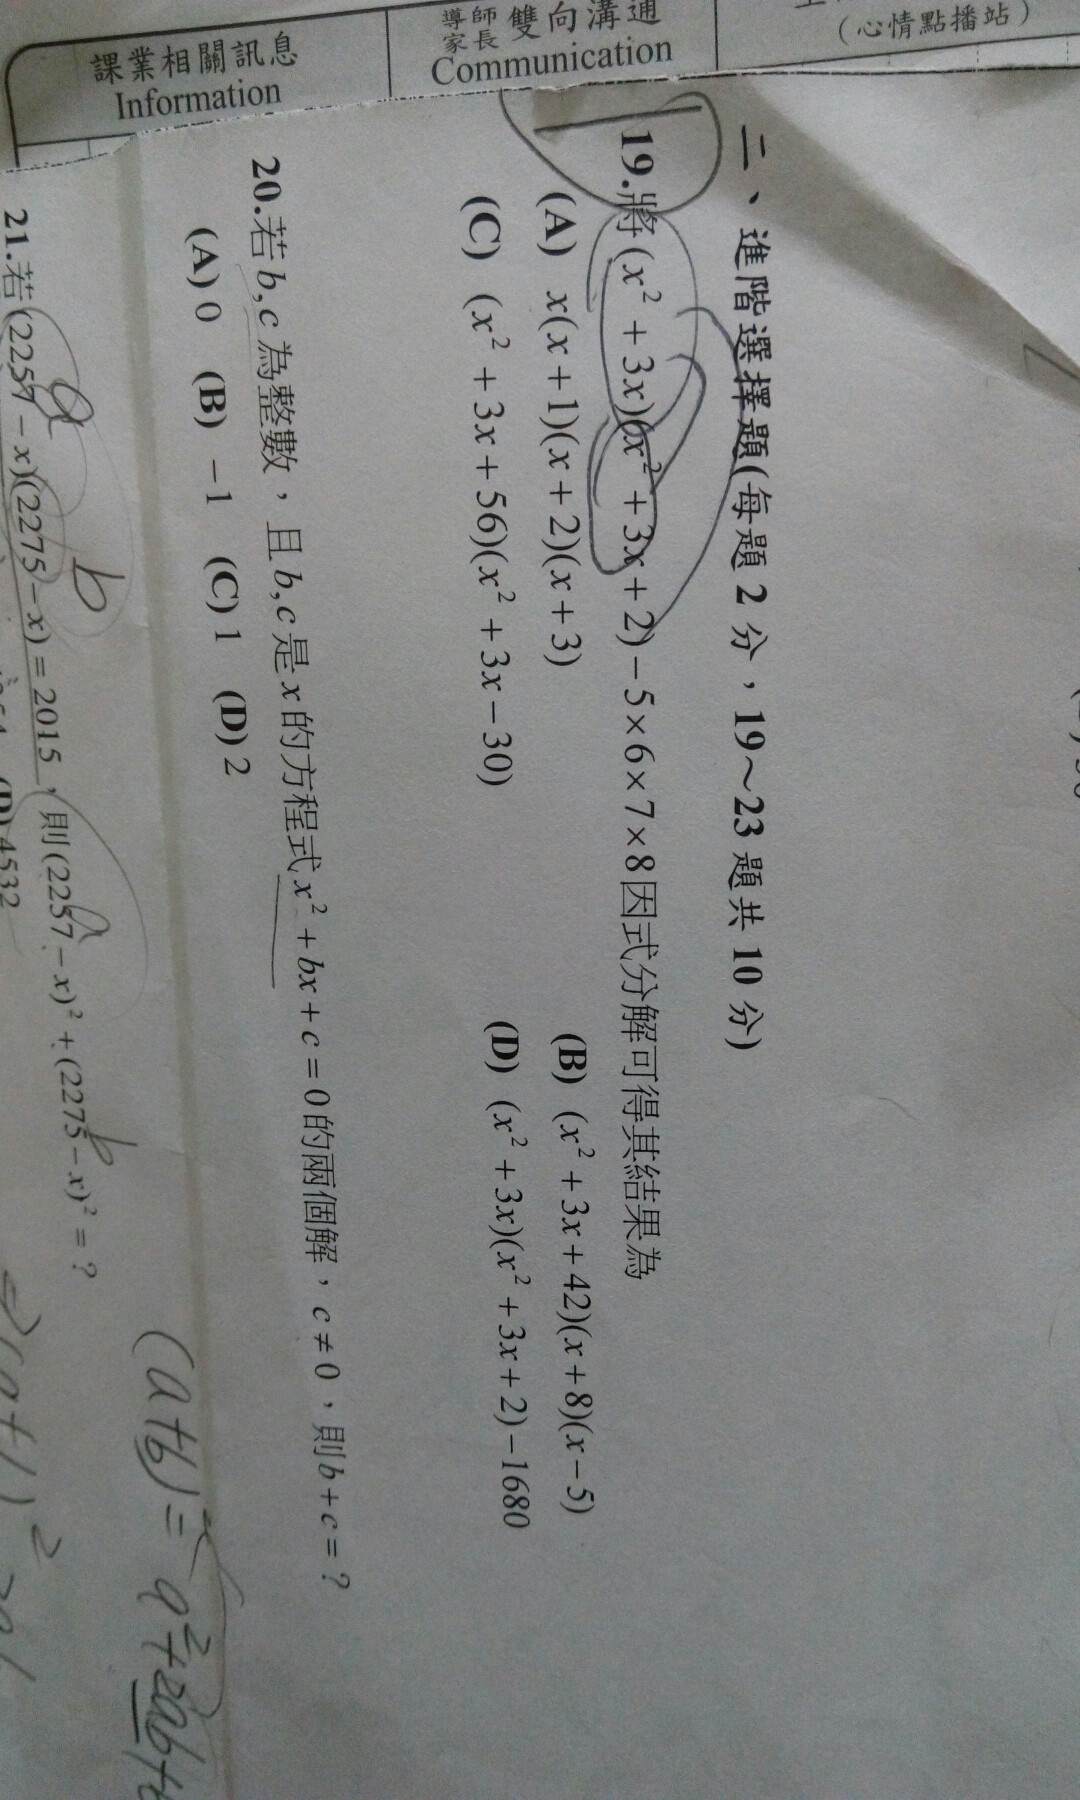 課業相關訊息
Information
導師
家長 雙向溝通
Communication
(心情點播站)
二、進階選擇題(每題 2 分，19～23 題共 10 分)
19.將(x² + 3x)(x² + 3x + 2) − 5×6×7×8因式分解可得其結果為
(A) x(x + 1)(x + 2)(x + 3) (B) (x² + 3x + 42)(x + 8)(x − 5)
(C) (x² + 3x + 56)(x² + 3x − 30) (D) (x² + 3x)(x² + 3x + 2) − 1680
20.若b,c為整數，且b,c是x的方程式x² + bx + c = 0的兩個解，c ≠ 0，則b + c = ?
(A) 0 (B) −1 (C) 1 (D) 2
a b
21.若(2257 − x)(2275 − x) = 2015，則(2257 − x)² + (2275 − x)² = ?
(D) 4532
(a+b) = a² + 2ab +